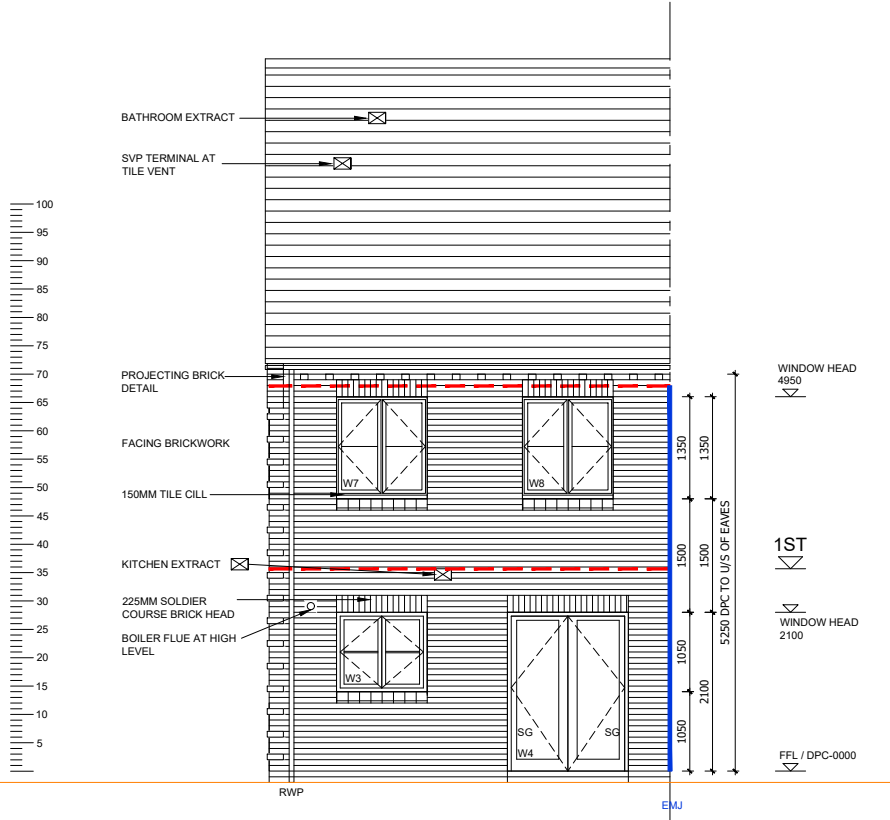 BATHROOM EXTRACT
SVP TERMINAL AT
TILE VENT
100
95
90
85
80
75
70
65
60
55
50
45
40
35
30
25
20
15
10
5
PROJECTING BRICK
DETAIL
FACING BRICKWORK
150MM TILE CILL
KITCHEN EXTRACT
225MM SOLDIER
COURSE BRICK HEAD
BOILER FLUE AT HIGH
LEVEL
W7
W8
W3
SG
SG
W4
RWP
EMJ
1350
1500
1050
1050
1350
1500
2100
5250 DPC TO U/S OF EAVES
WINDOW HEAD
4950
1ST
WINDOW HEAD
2100
FFL / DPC-0000